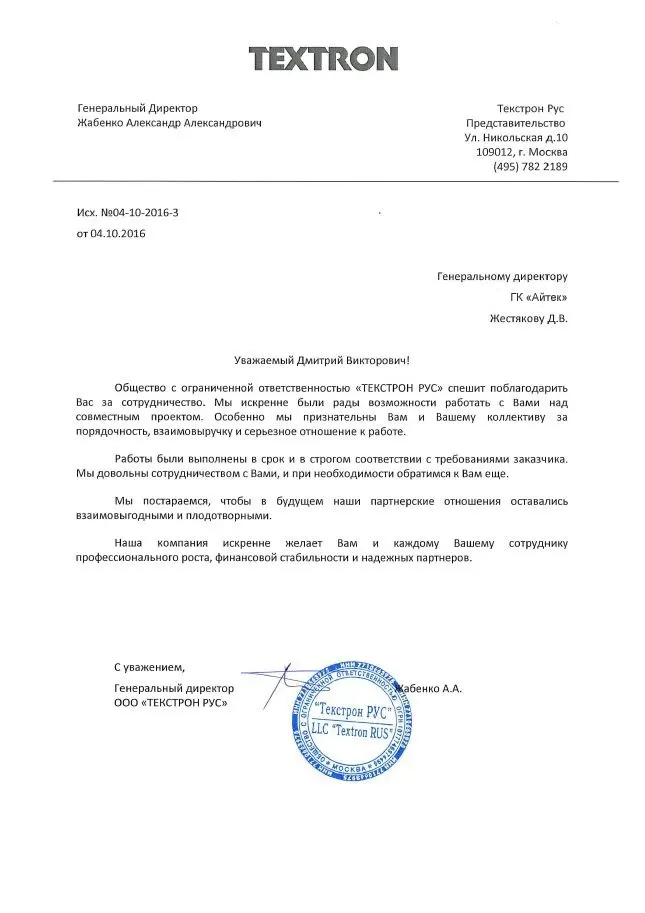 TEXTRON
Генеральный Директор
Жабенко Александр Александрович
Текстрон Рус
Представительство
Ул. Никольская д.10
109012, г. Москва
(495) 782 2189
Исх. №04-10-2016-3
от 04.10.2016
Генеральному директору
ГК «Айтек»
Жестякову Д.В.
Уважаемый Дмитрий Викторович!
Общество с ограниченной ответственностью «ТЕКСТРОН РУС» спешит поблагодарить
Вас за сотрудничество. Мы искренне были рады возможности работать с Вами над
совместным проектом. Особенно мы признательны Вам и Вашему коллективу за
порядочность, взаимовыручку и серьезное отношение к работе.
Работы были выполнены в срок и в строгом соответствии с требованиями заказчика.
Мы довольны сотрудничеством с Вами, и при необходимости обратимся к Вам еще.
Мы постараемся, чтобы в будущем наши партнерские отношения оставались
взаимовыгодными и плодотворными.
Наша компания искренне желает Вам и каждому Вашему сотруднику
профессионального роста, финансовой стабильности и надежных партнеров.
С уважением,
Генеральный директор
ООО «ТЕКСТРОН РУС»
Жабенко А.А.
ОБЩЕСТВО С ОГРАНИЧЕННОЙ ОТВЕТСТВЕННОСТЬЮ
"Текстрон РУС"
LLC "Textron RUS"
МОСКВА